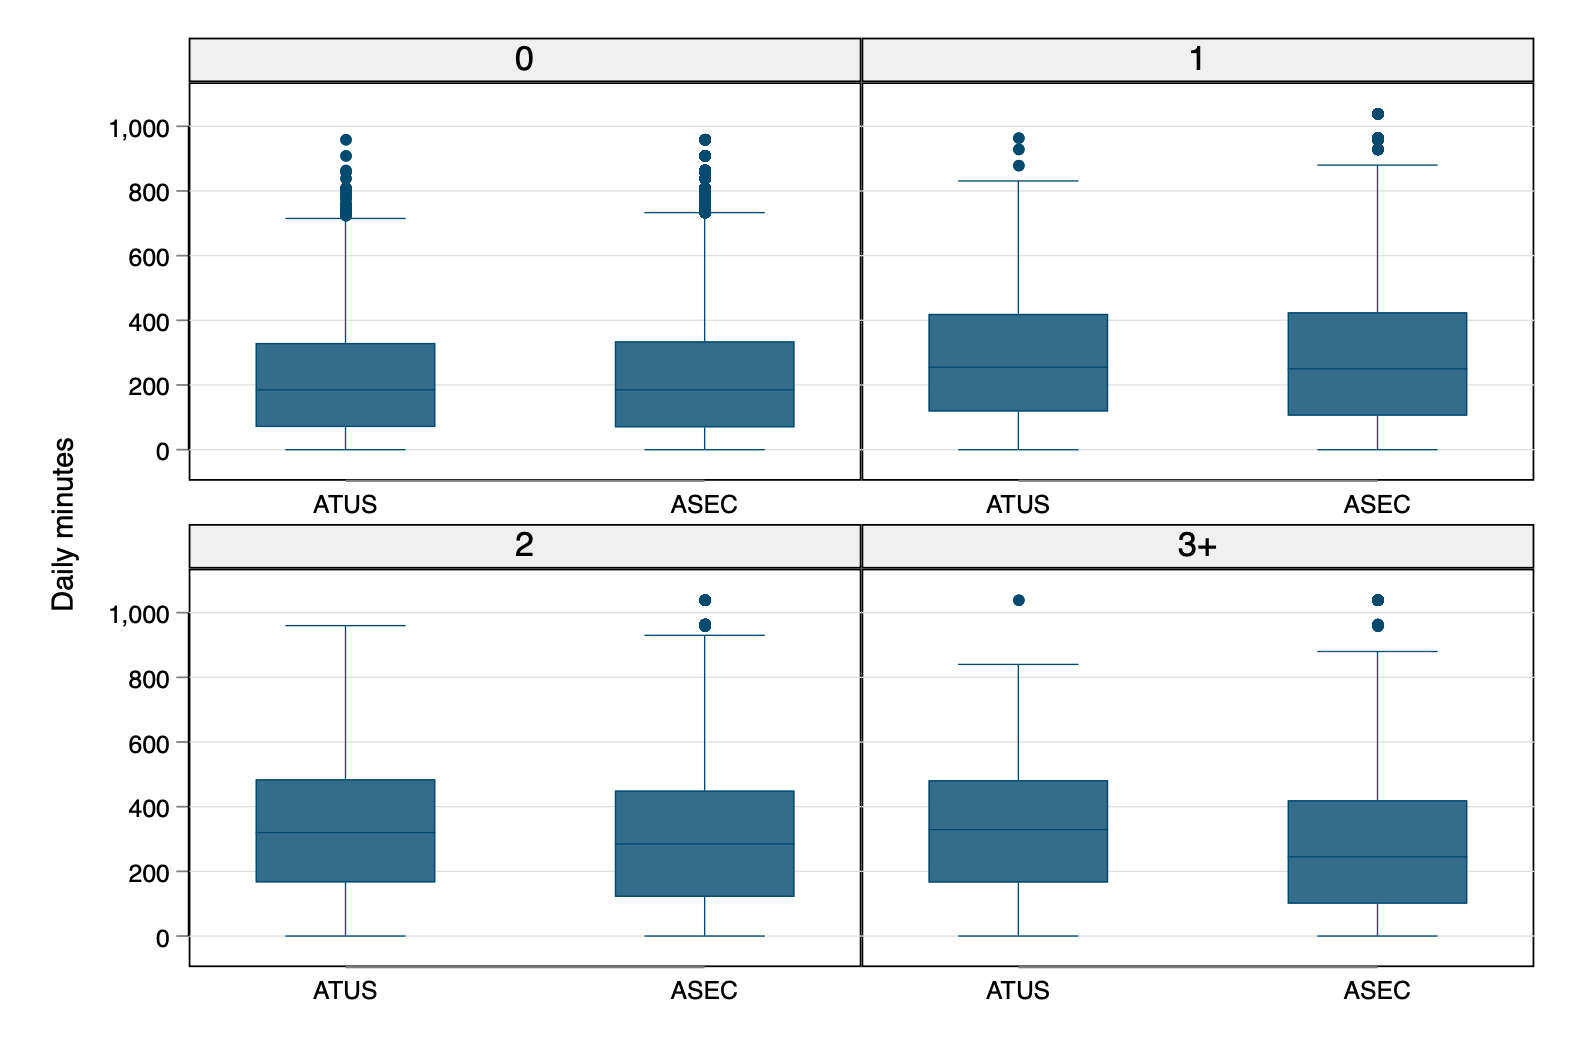 0
1
1,000
800
600
400
200
0
ATUS
ASEC
ATUS
ASEC
Daily minutes
2
3+
1,000
800
600
400
200
0
ATUS
ASEC
ATUS
ASEC